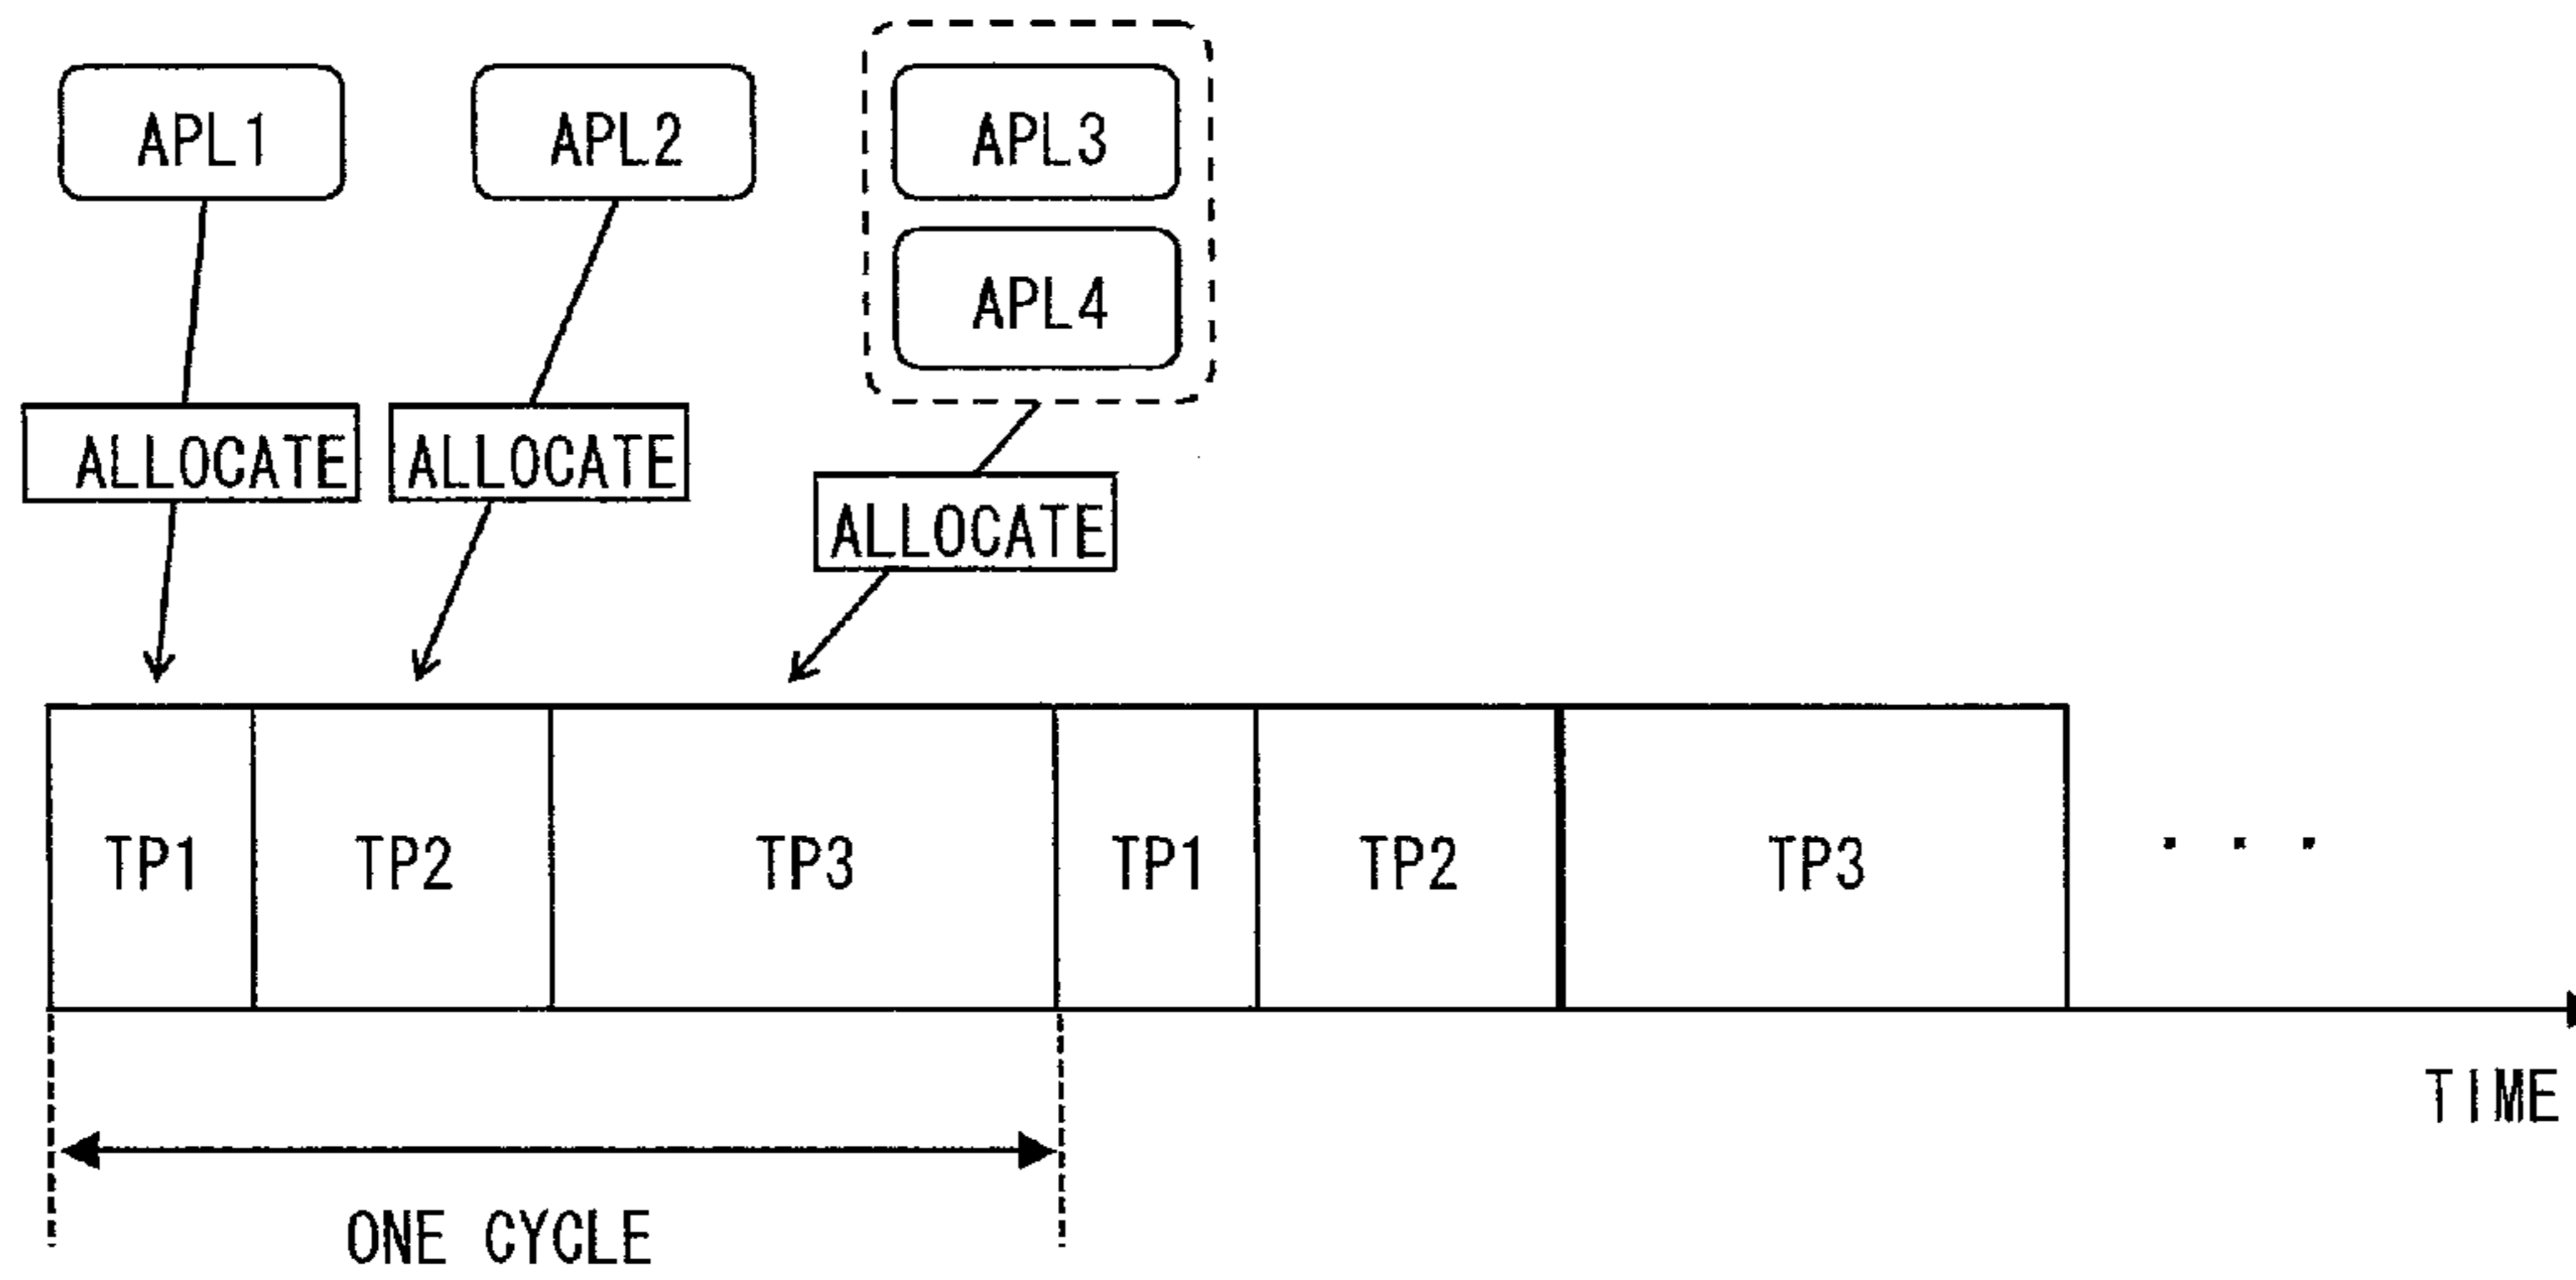 APL1 APL2 APL3
APL4
ALLOCATE ALLOCATE
ALLOCATE
TP1 TP2 TP3 TP1 TP2 TP3 . . .
TIME
ONE CYCLE